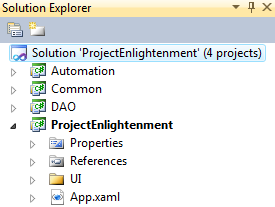 Solution Explorer
Solution 'ProjectEnlightenment' (4 projects)
Automation
Common
DAO
ProjectEnlightenment
Properties
References
UI
App.xaml